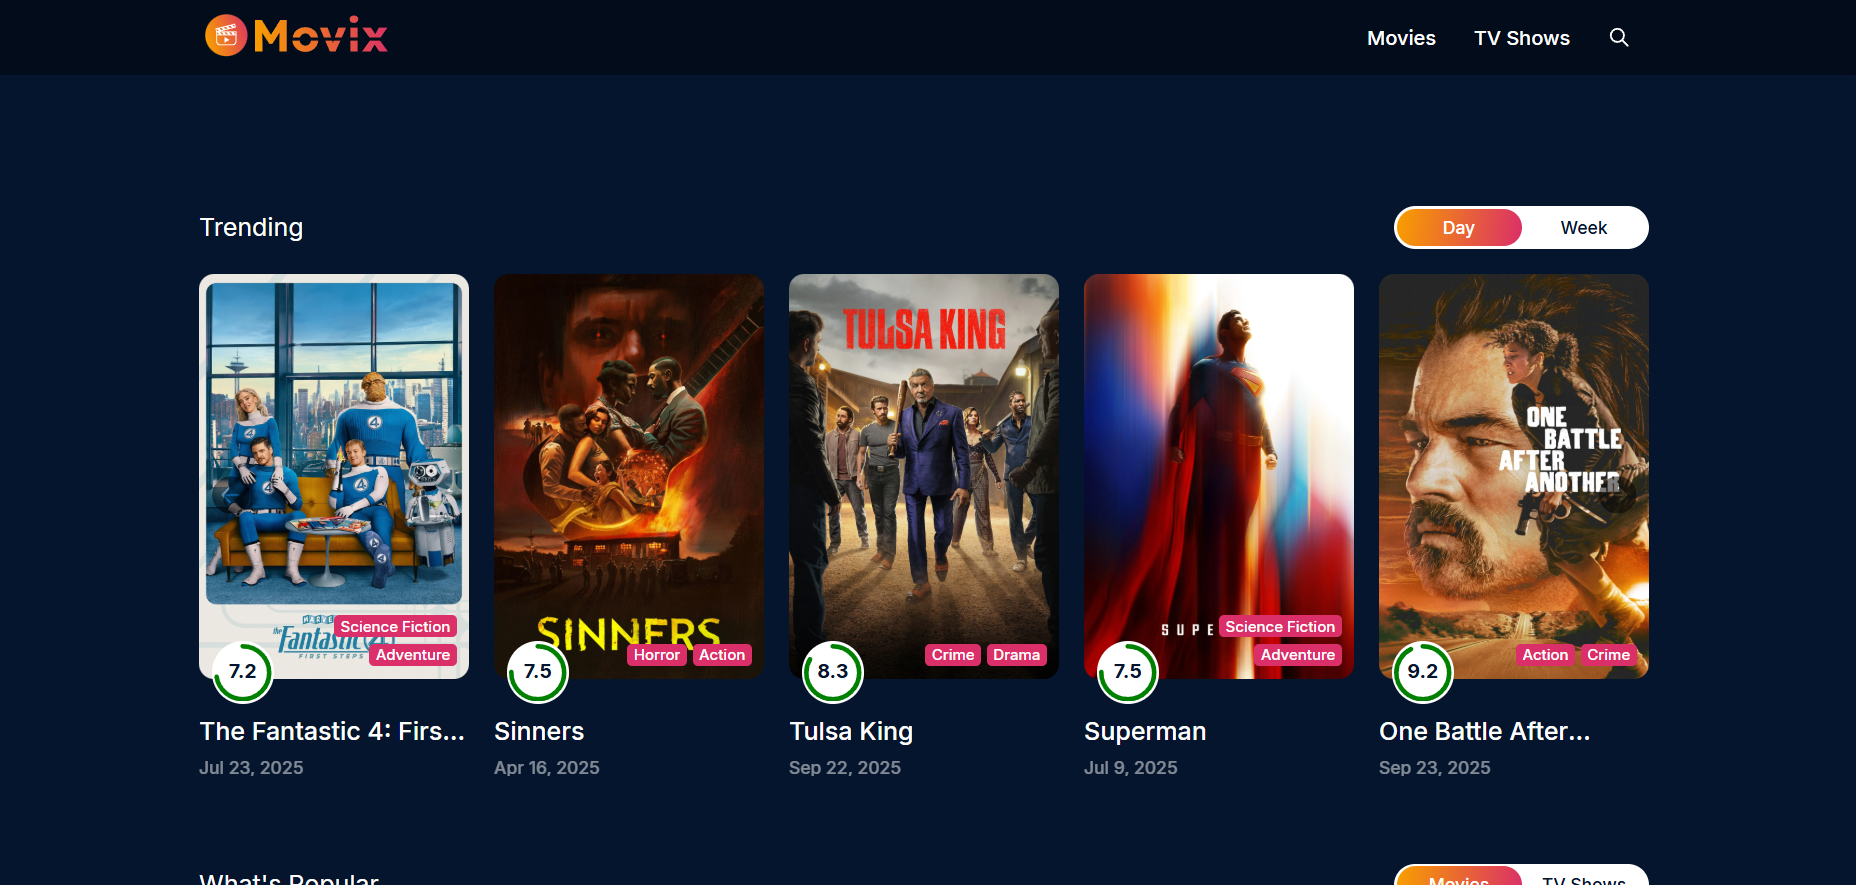 Movix
Movies
TV Shows
Trending
Day
Week
the Fantastic
FIRST STEPS
Science Fiction
Adventure
7.2
The Fantastic 4: Firs...
Jul 23, 2025
SINNERS
Horror
Action
7.5
Sinners
Apr 16, 2025
TULSA KING
Crime
Drama
8.3
Tulsa King
Sep 22, 2025
SUPE
Science Fiction
Adventure
7.5
Superman
Jul 9, 2025
ONE
BATTLE
AFTER
ANOTHER
Action
Crime
9.2
One Battle After...
Sep 23, 2025
What's Popular
Movies
TV Shows